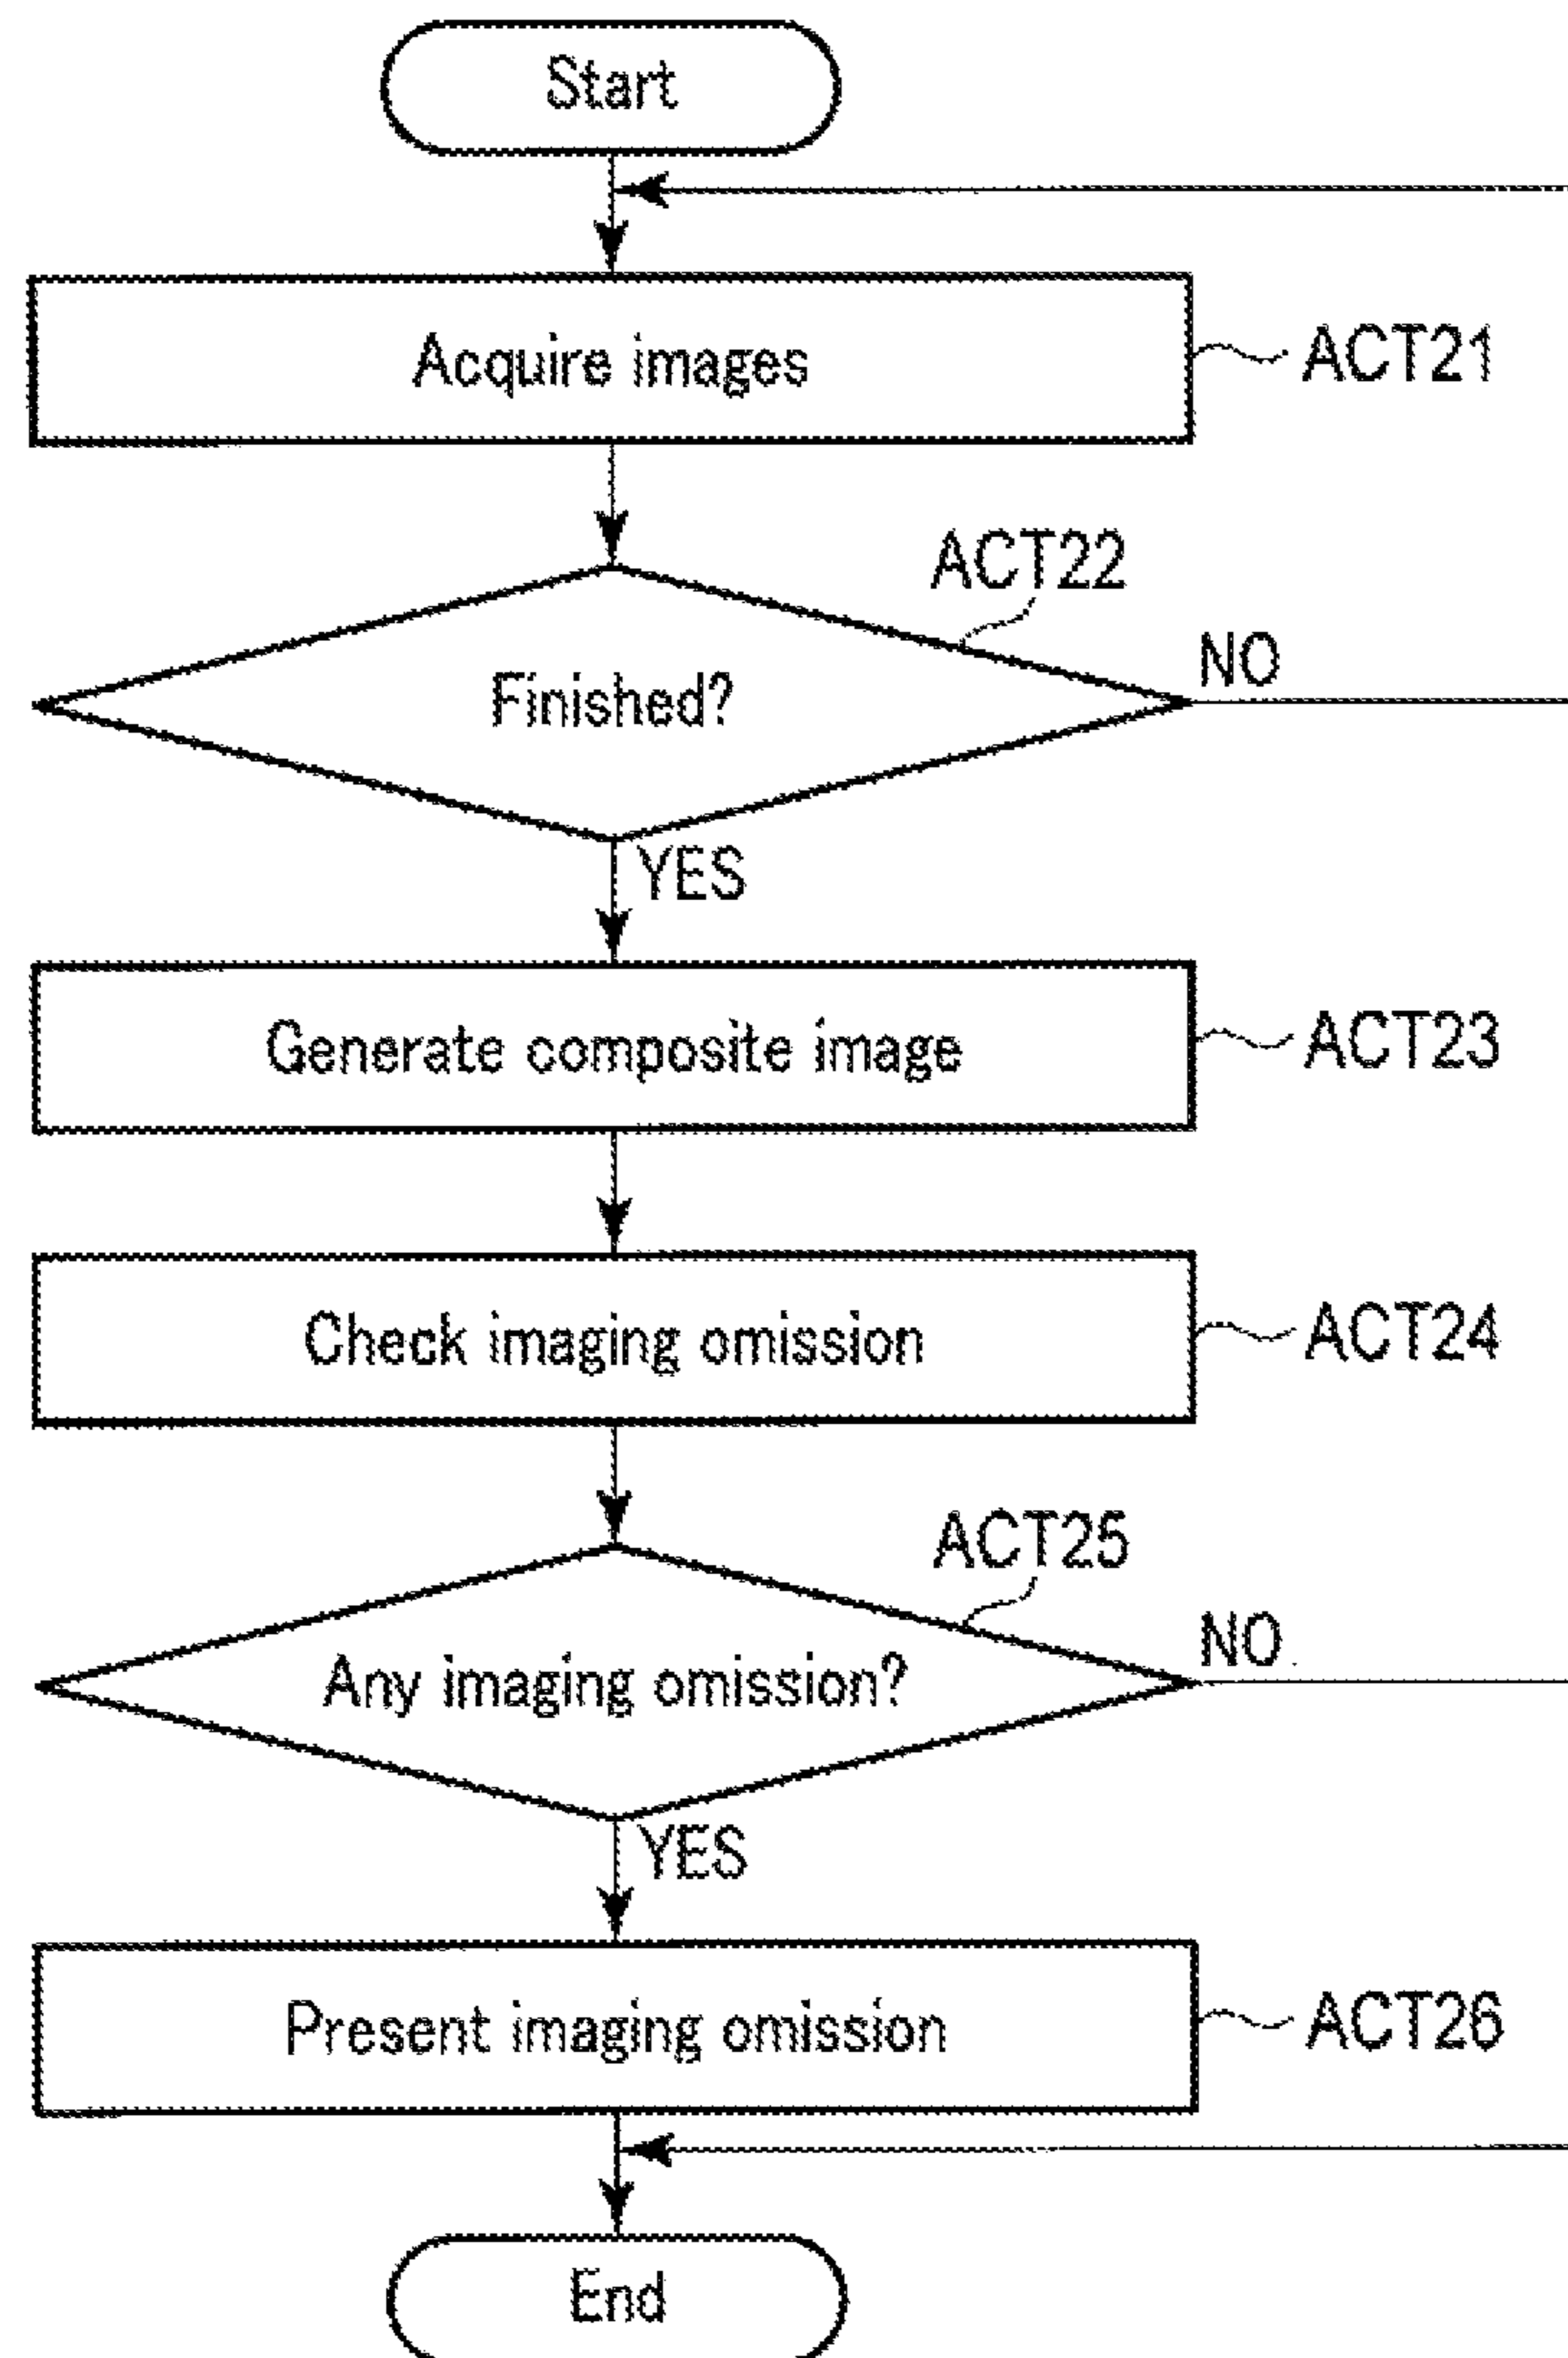 Start
Acquire images
ACT21
ACT22
Finished?
NO
YES
Generate composite image
ACT23
Check imaging omission
ACT24
ACT25
Any imaging omission?
NO
YES
Present imaging omission
ACT26
End